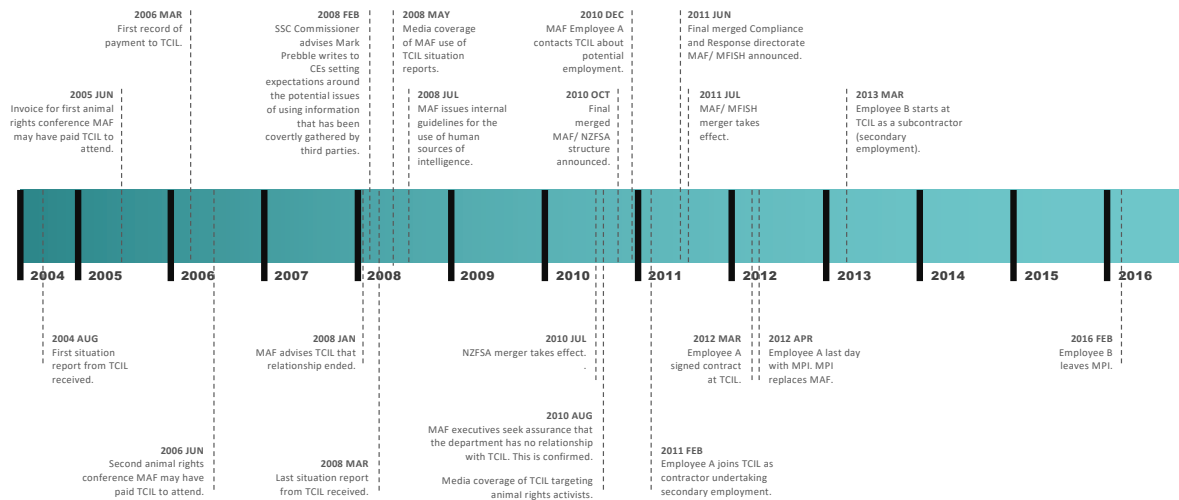 2006 MAR
First record of
payment to TCIL.
2008 FEB
SSC Commissioner
advises Mark
Prebble writes to
CEs setting
expectations around
the potential issues
of using information
that has been
covertly gathered by
third parties.
2008 MAY
Media coverage
of MAF use of
TCIL situation
reports.
2010 DEC
MAF Employee A
contacts TCIL about
potential
employment.
2011 JUN
Final merged Compliance
and Response directorate
MAF/ MFISH announced.
2005 JUN
Invoice for first animal
rights conference MAF
may have paid TCIL to
attend.
2008 JUL
MAF issues internal
guidelines for the
use of human
sources of
intelligence.
2010 OCT
Final
merged
MAF/ NZFSA
structure
announced.
2011 JUL
MAF/ MFISH
merger takes
effect.
2013 MAR
Employee B starts at
TCIL as a subcontractor
(secondary
employment).
2004
2005
2006
2007
2008
2009
2010
2011
2012
2013
2014
2015
2016
2004 AUG
First situation
report from TCIL
received.
2008 JAN
MAF advises TCIL that
relationship ended.
2010 JUL
NZFSA merger takes effect.
.
2012 MAR
Employee A
signed contract
at TCIL.
2012 APR
Employee A last day
with MPI. MPI
replaces MAF.
2016 FEB
Employee B
leaves MPI.
2006 JUN
Second animal rights
conference MAF may have
paid TCIL to attend.
2008 MAR
Last situation report
from TCIL received.
2010 AUG
MAF executives seek assurance that
the department has no relationship
with TCIL. This is confirmed.
Media coverage of TCIL targeting
animal rights activists.
2011 FEB
Employee A joins TCIL as
contractor undertaking
secondary employment.